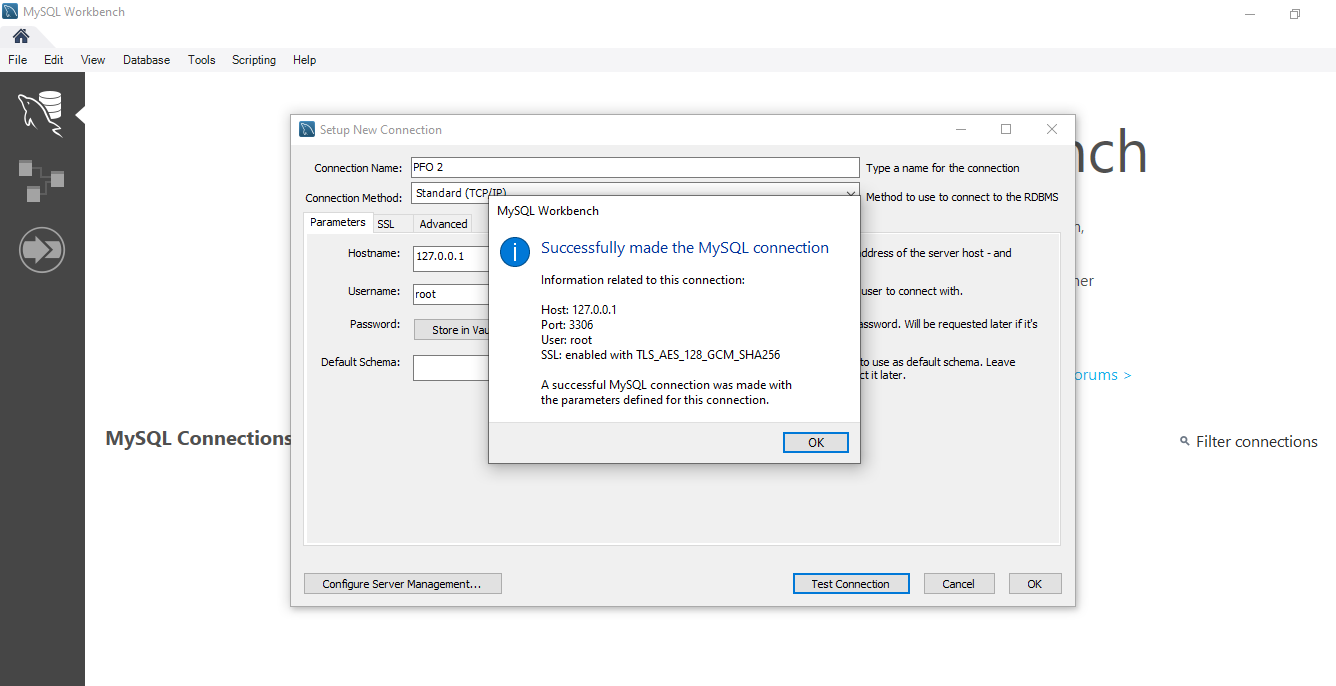 MySQL Workbench
File Edit View Database Tools Scripting Help
nch
Setup New Connection
Connection Name: PFO 2 Type a name for the connection
Connection Method: Standard (TCP/IP) Method to use to connect to the RDBMS
Parameters SSL Advanced
Hostname: 127.0.0.1 address of the server host - and
Username: root user to connect with.
Password: Store in Vau assword. Will be requested later if it's
Default Schema: to use as default schema. Leave
ct it later.
MySQL Workbench
Successfully made the MySQL connection
Information related to this connection:
Host: 127.0.0.1
Port: 3306
User: root
SSL: enabled with TLS_AES_128_GCM_SHA256
A successful MySQL connection was made with
the parameters defined for this connection.
OK
n,
her
orums >
MySQL Connections
Filter connections
Configure Server Management... Test Connection Cancel OK